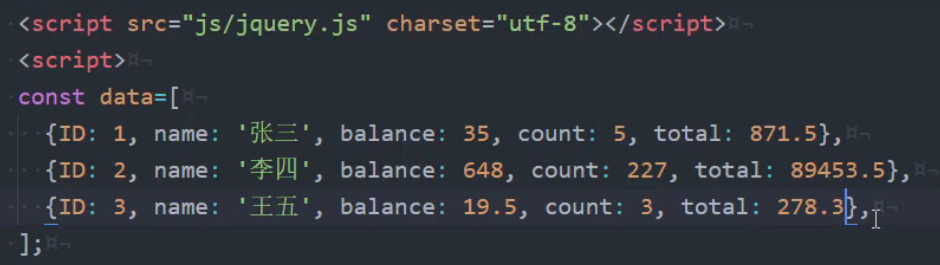 <script src="js/jquery.js" charset="utf-8"></script>
<script>
const data=[
{ID: 1, name: '张三', balance: 35, count: 5, total: 871.5},
{ID: 2, name: '李四', balance: 648, count: 227, total: 89453.5},
{ID: 3, name: '王五', balance: 19.5, count: 3, total: 278.3},
];